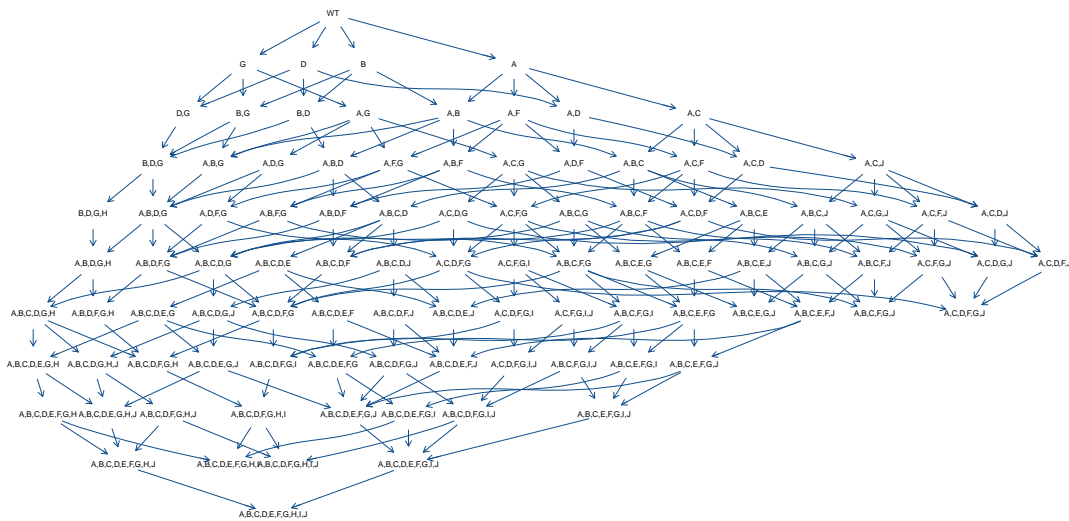 WT
G D B A
D,G B,G B,D A,G A,B A,F A,D A,C
B,D,G A,B,G A,D,G A,B,D A,F,G A,B,F A,C,G A,D,F A,B,C A,C,F A,C,D A,C,J
B,D,G,H A,B,D,G A,D,F,G A,B,F,G A,B,D,F A,B,C,D A,C,D,G A,C,F,G A,B,C,G A,B,C,F A,C,D,F A,B,C,E A,B,C,J A,C,G,J A,C,F,J A,C,D,J
A,B,D,G,H A,B,D,F,G A,B,C,D,G A,B,C,D,E A,B,C,D,F A,B,C,D,J A,C,D,F,G A,C,F,G,I A,B,C,F,G A,B,C,E,G A,B,C,E,F A,B,C,E,J A,B,C,G,J A,B,C,F,J A,C,F,G,J A,C,D,G,J A,C,D,F,J
A,B,C,D,G,H A,B,D,F,G,H A,B,C,D,E,G A,B,C,D,G,J A,B,C,D,F,G A,B,C,D,E,F A,B,C,D,F,J A,B,C,D,E,J A,C,D,F,G,I A,C,F,G,I,J A,B,C,F,G,I A,B,C,E,F,G A,B,C,E,G,J A,B,C,E,F,J A,B,C,F,G,J A,C,D,F,G,J
A,B,C,D,E,G,H A,B,C,D,G,H,J A,B,C,D,F,G,H A,B,C,D,E,G,J A,B,C,D,F,G,I A,B,C,D,E,F,G A,B,C,D,F,G,J A,B,C,D,E,F,J A,C,D,F,G,I,J A,B,C,F,G,I,J A,B,C,E,F,G,I A,B,C,E,F,G,J
A,B,C,D,E,F,G,H A,B,C,D,E,G,H,J A,B,C,D,F,G,H,J A,B,C,D,F,G,H,I A,B,C,D,E,F,G,J A,B,C,D,E,F,G,I A,B,C,D,F,G,I,J A,B,C,E,F,G,I,J
A,B,C,D,E,F,G,H,J A,B,C,D,E,F,G,H,I A,B,C,D,F,G,H,I,J A,B,C,D,E,F,G,I,J
A,B,C,D,E,F,G,H,I,J